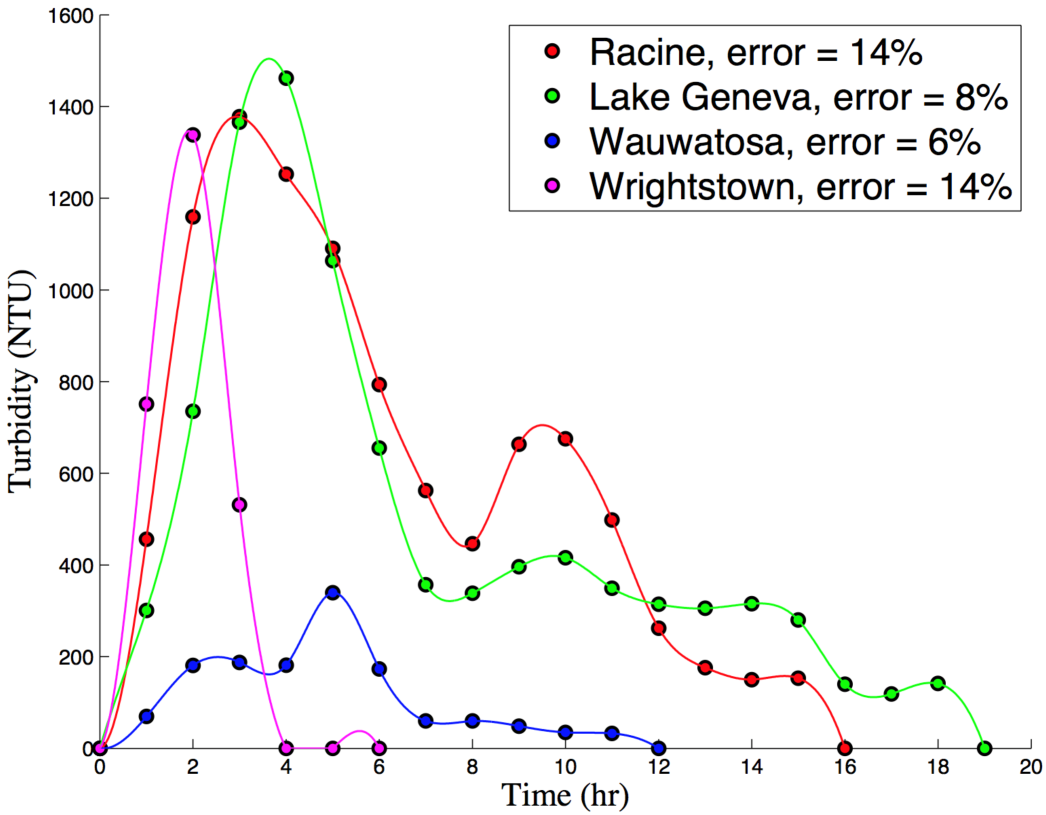 1600
1400
1200
1000
800
600
400
200
0
Turbidity (NTU)
Racine, error = 14%
Lake Geneva, error = 8%
Wauwatosa, error = 6%
Wrightstown, error = 14%
0 2 4 6 8 10 12 14 16 18 20
Time (hr)